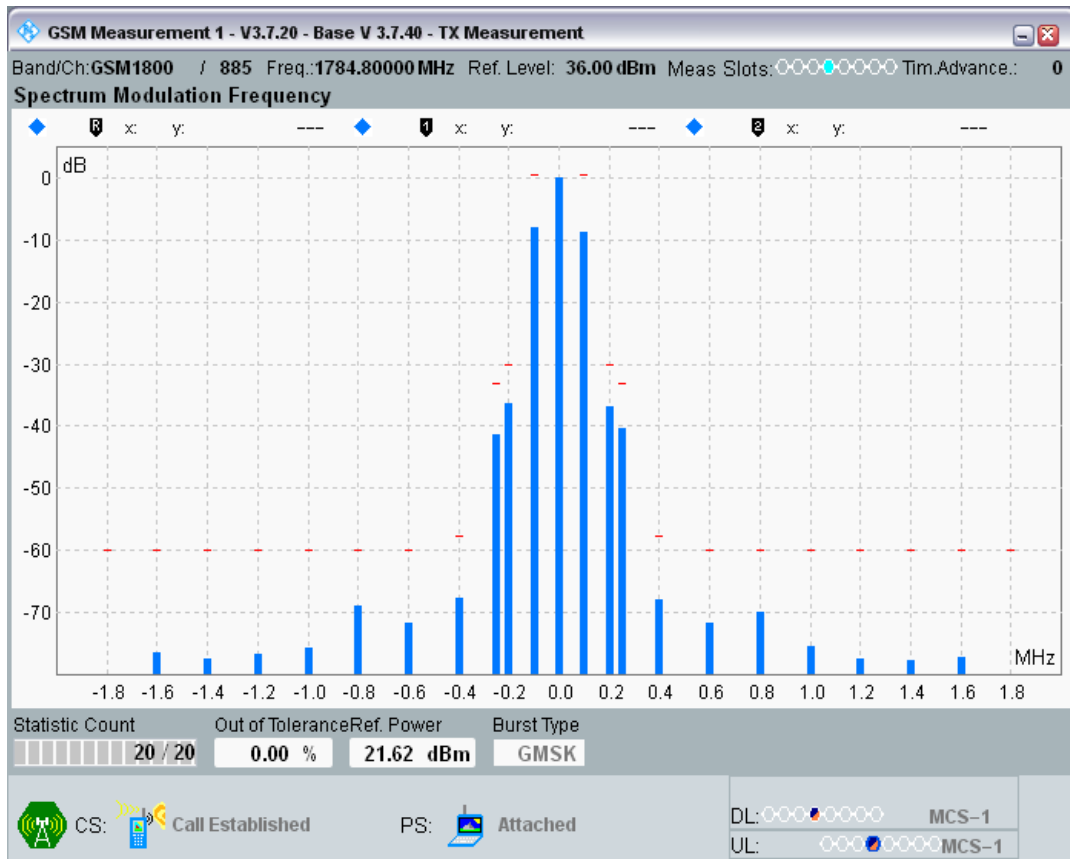 GSM Measurement 1 - V3.7.20 - Base V 3.7.40 - TX Measurement
Band/Ch:GSM1800 / 885 Freq.:1784.80000 MHz Ref. Level: 36.00 dBm Meas Slots: Tim.Advance.: 0
Spectrum Modulation Frequency
R x: y: --- 1 x: y: --- 2 x: y: ---
dB
0
-10
-20
-30
-40
-50
-60
-70
MHz
-1.8 -1.6 -1.4 -1.2 -1.0 -0.8 -0.6 -0.4 -0.2 0.0 0.2 0.4 0.6 0.8 1.0 1.2 1.4 1.6 1.8
Statistic Count Out of Tolerance Ref. Power Burst Type
20 / 20 0.00 % 21.62 dBm GMSK
CS: Call Established PS: Attached
DL: MCS-1
UL: MCS-1